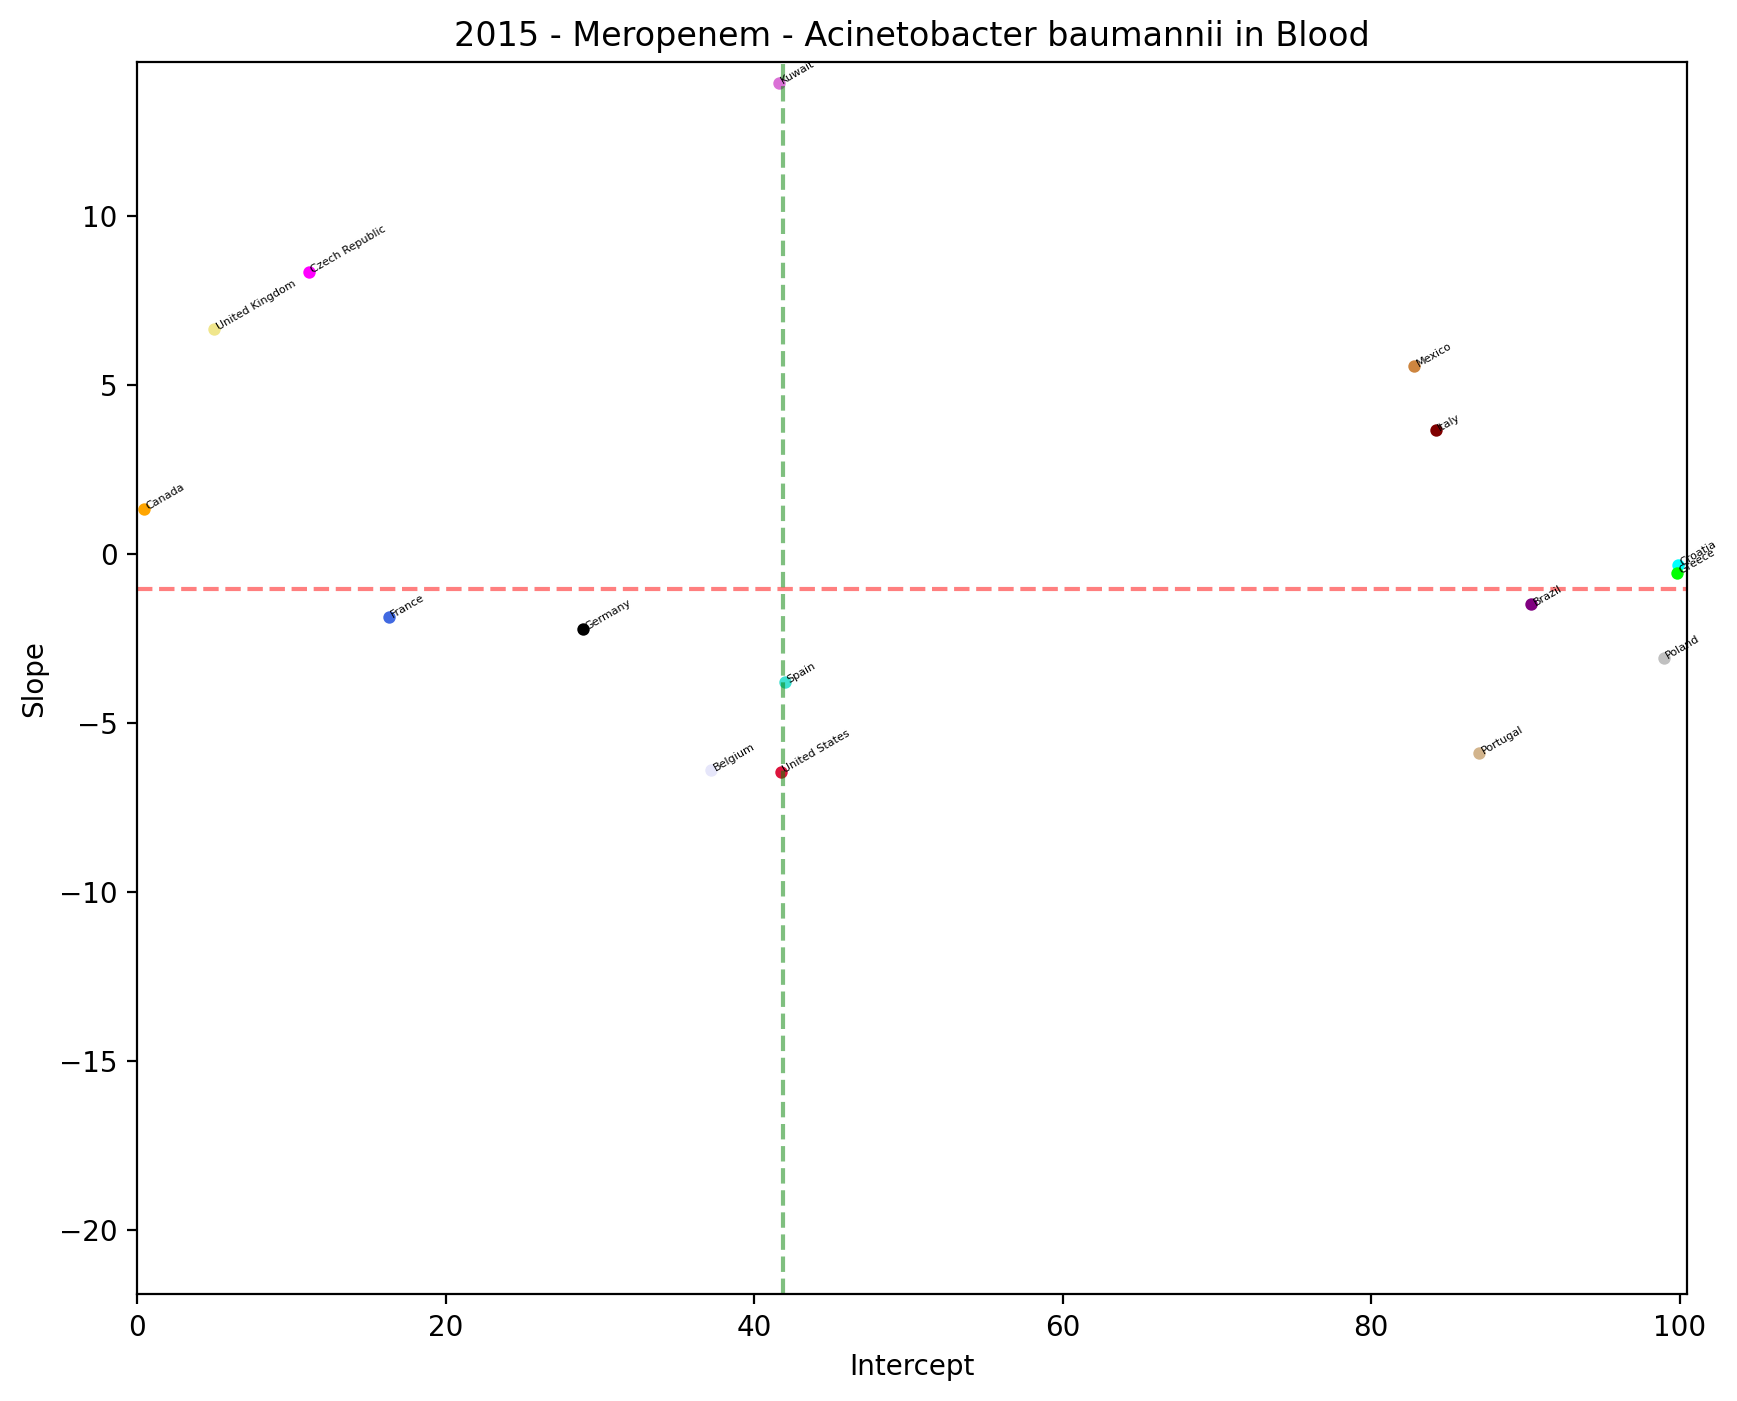 2015 - Meropenem - Acinetobacter baumannii in Blood
Kuwait
10
Czech Republic
United Kingdom
5
Mexico
Italy
Canada
0
Croatia
Greece
Brazil
France
Germany
Poland
Spain
Slope
−5
Portugal
United States
Belgium
−10
−15
−20
0 20 40 60 80 100
Intercept